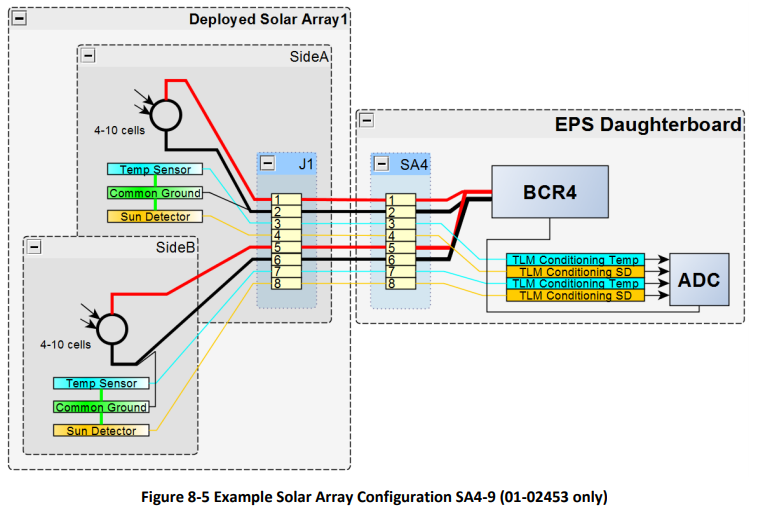 Deployed Solar Array1
SideA
4-10 cells
Temp Sensor
Common Ground
Sun Detector
J1
1
2
3
4
5
6
7
8
SideB
4-10 cells
Temp Sensor
Common Ground
Sun Detector
EPS Daughterboard
SA4
1
2
3
4
5
6
7
8
BCR4
TLM Conditioning Temp
TLM Conditioning SD
TLM Conditioning Temp
TLM Conditioning SD
ADC
Figure 8-5 Example Solar Array Configuration SA4-9 (01-02453 only)